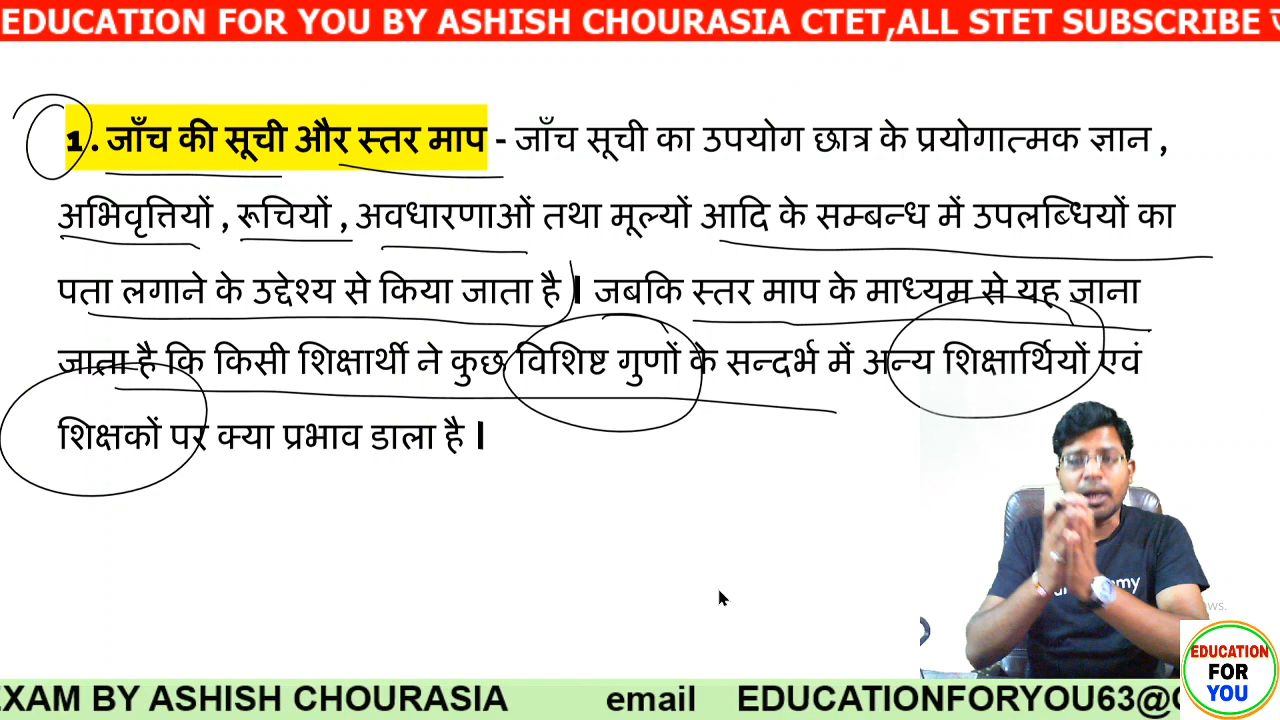 EDUCATION FOR YOU BY ASHISH CHOURASIA CTET,ALL STET SUBSCRIBE
1. जाँच की सूची और स्तर माप - जाँच सूची का उपयोग छात्र के प्रयोगात्मक ज्ञान ,
अभिवृत्तियों , रूचियों , अवधारणाओं तथा मूल्यों आदि के सम्बन्ध में उपलब्धियों का
पता लगाने के उद्देश्य से किया जाता है । जबकि स्तर माप के माध्यम से यह जाना
जाता है कि किसी शिक्षार्थी ने कुछ विशिष्ट गुणों के सन्दर्भ में अन्य शिक्षार्थियों एवं
शिक्षकों पर क्या प्रभाव डाला है ।
EDUCATION
FOR
YOU
EXAM BY ASHISH CHOURASIA email EDUCATIONFORYOU63@